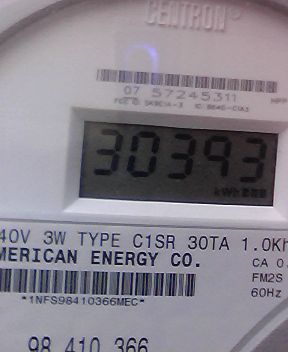 CENTRON®
07 57245311
30393
kWh
40V 3W TYPE C1SR 30TA 1.0Kh
MERICAN ENERGY CO.
CA 0.
FM2S
60Hz
*1NFS98410366MEC*
98 410 366